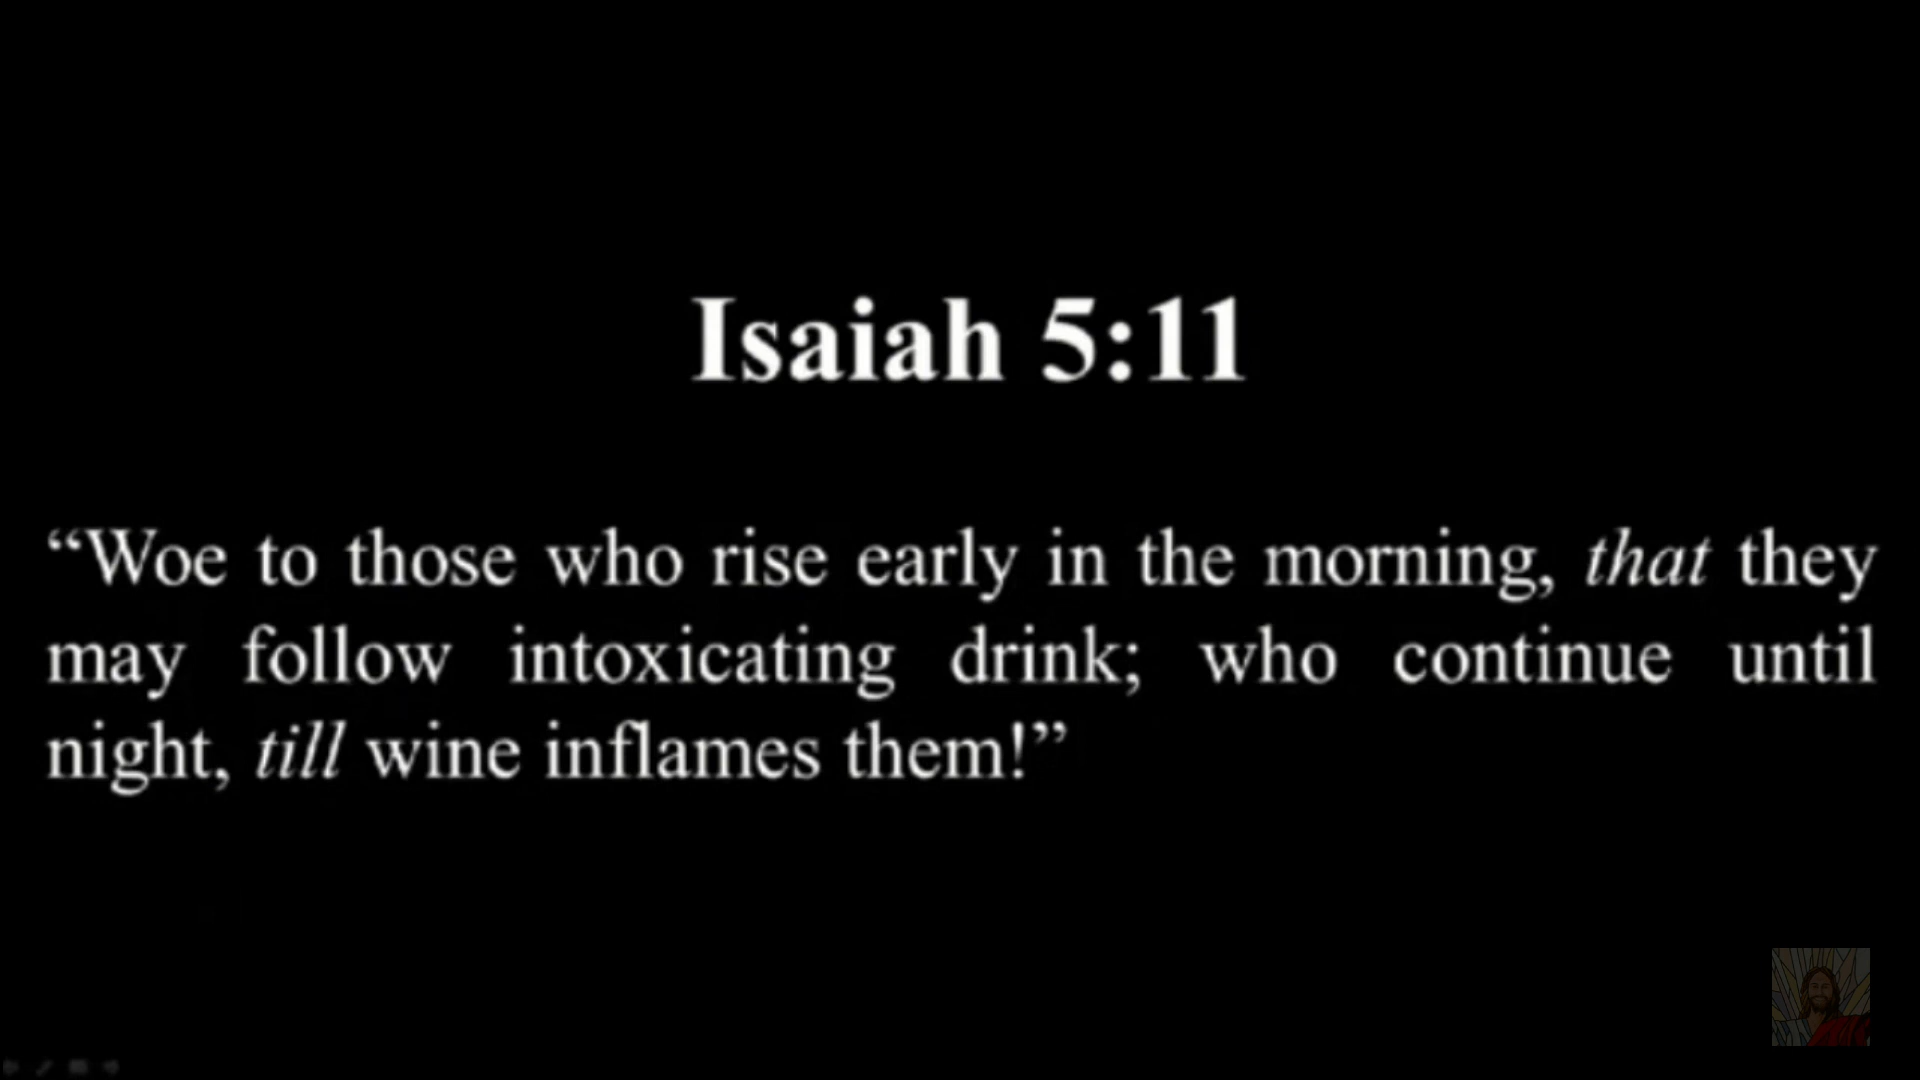 Isaiah 5:11
“Woe to those who rise early in the morning, that they
may follow intoxicating drink; who continue until
night, till wine inflames them!”